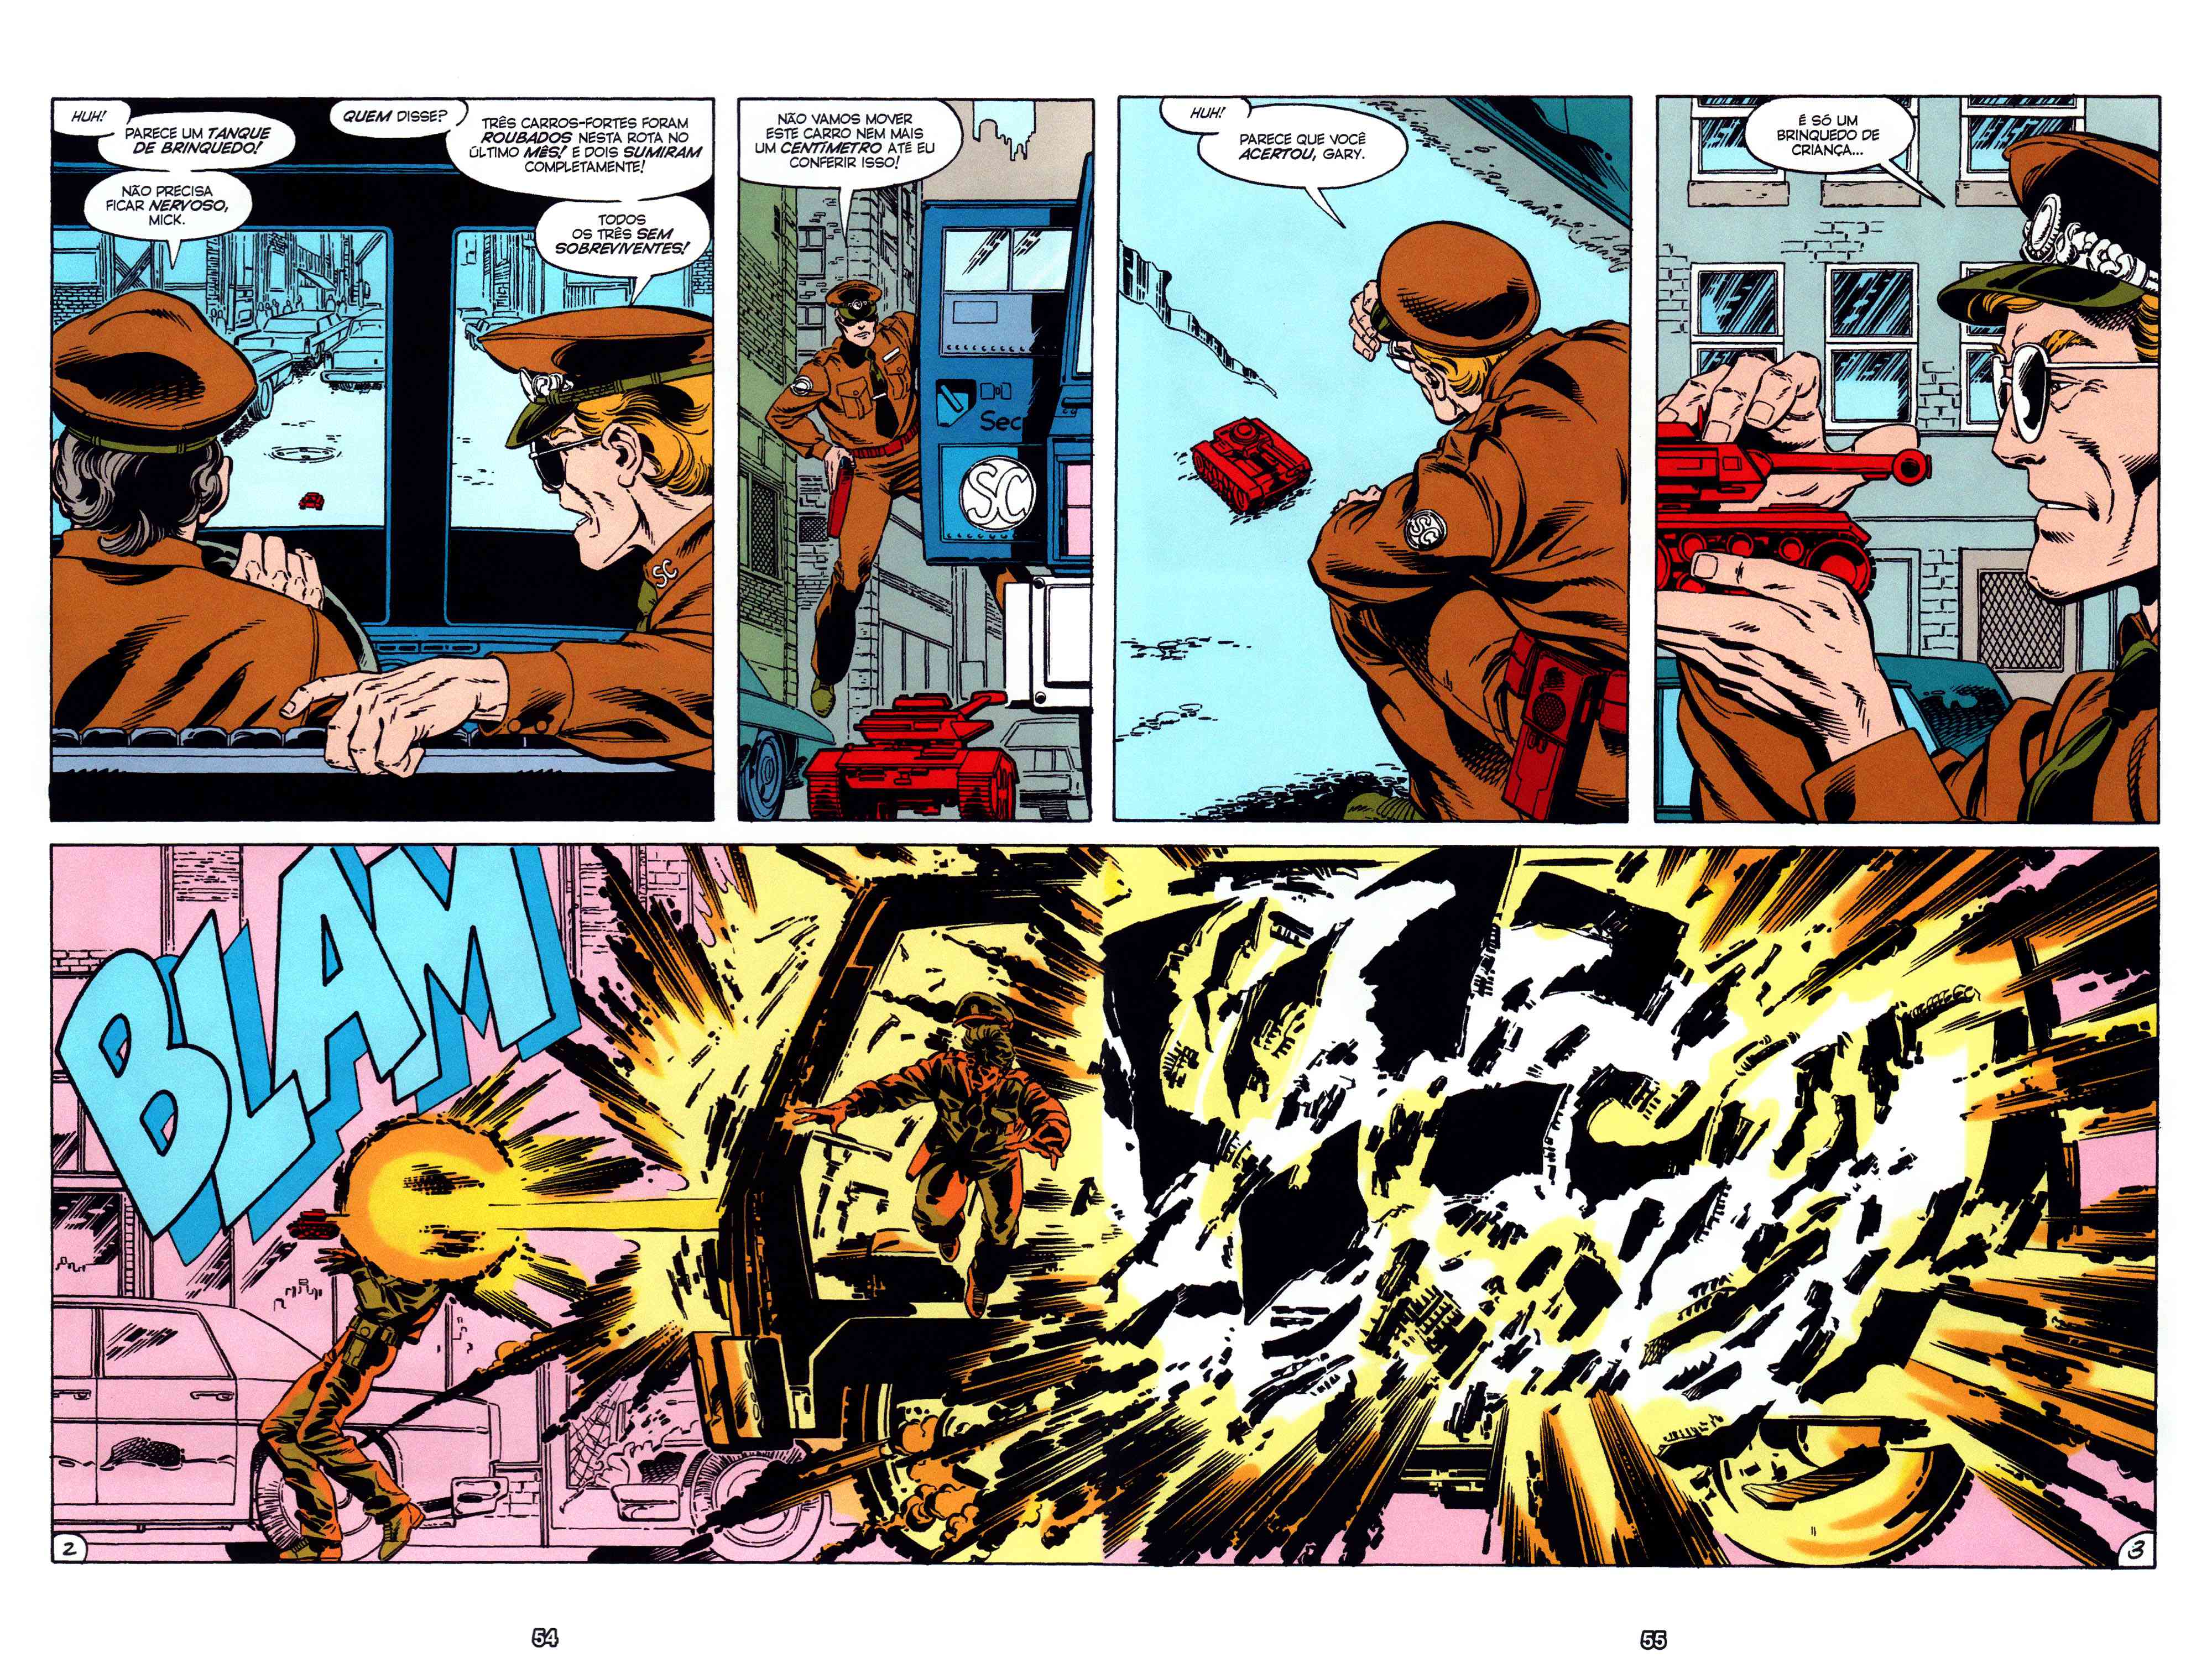 HUH!
PARECE UM TANQUE
DE BRINQUEDO!
NÃO PRECISA
FICAR NERVOSO,
MICK.
QUEM DISSE?
TRÊS CARROS-FORTES FORAM
ROUBADOS NESTA ROTA NO
ÚLTIMO MÊS! E DOIS SUMIRAM
COMPLETAMENTE!
TODOS
OS TRÊS SEM
SOBREVIVENTES!
SC
NÃO VAMOS MOVER
ESTE CARRO NEM MAIS
UM CENTÍMETRO ATÉ EU
CONFERIR ISSO!
Sec
SC
HUH!
PARECE QUE VOCÊ
ACERTOU, GARY.
SC
É SÓ UM
BRINQUEDO DE
CRIANÇA...
BLAM
2
3
54
55